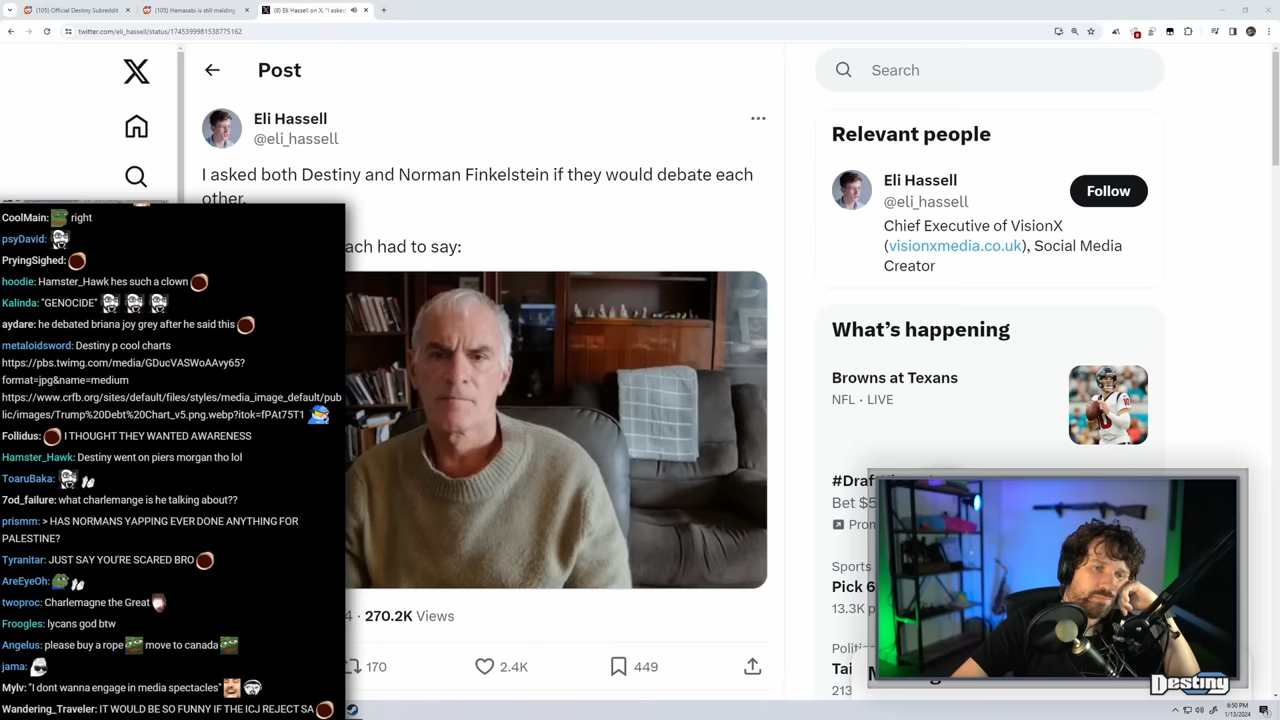 (105) Official Destiny Subreddit
(105) Hamasabi is still malding
(9) Eli Hassell on X: "I asked
twitter.com/eli_hassell/status/1745399981538775162
Post
Eli Hassell
@eli_hassell
I asked both Destiny and Norman Finkelstein if they would debate each
other.
ach had to say:
270.2K Views
170
2.4K
449
Search
Relevant people
Eli Hassell
@eli_hassell
Follow
Chief Executive of VisionX
(visionxmedia.co.uk), Social Media
Creator
What's happening
Browns at Texans
NFL · LIVE
#Draf
Bet $5
Pron
Sports
Pick 6
13.3K p
Politi
Tai
213
CoolMain: right
psyDavid:
PryingSighed:
hoodie: Hamster_Hawk hes such a clown
Kalinda: "GENOCIDE"
aydare: he debated briana joy grey after he said this
metaloidsword: Destiny p cool charts
https://pbs.twimg.com/media/GDucVASWoAAvy65?
format=jpg&name=medium
https://www.crfb.org/sites/default/files/styles/media_image_default/pub
lic/images/Trump%20Debt%20Chart_v5.png.webp?itok=fPAt75T1
Follidus: I THOUGHT THEY WANTED AWARENESS
Hamster_Hawk: Destiny went on piers morgan tho lol
ToaruBaka:
7od_failure: what charlemange is he talking about??
prismm: > HAS NORMANS YAPPING EVER DONE ANYTHING FOR
PALESTINE?
Tyranitar: JUST SAY YOU'RE SCARED BRO
AreEyeOh:
twoproc: Charlemagne the Great
Froogles: lycans god btw
Angelus: please buy a rope move to canada
jama:
Mylv: "I dont wanna engage in media spectacles"
Wandering_Traveler: IT WOULD BE SO FUNNY IF THE ICJ REJECT SA
Destiny
6:50 PM
1/13/2024